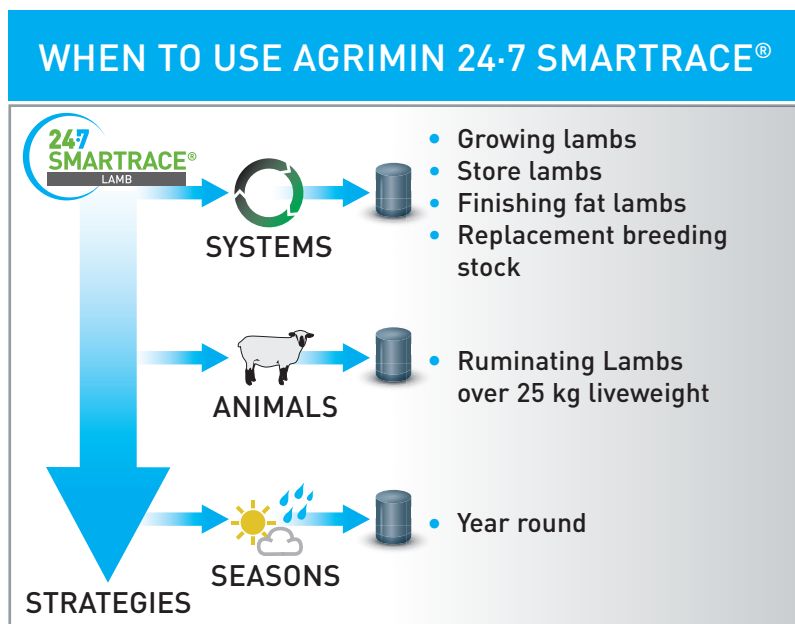 WHEN TO USE AGRIMIN 24·7 SMARTRACE®
24·7
SMARTRACE®
LAMB
• Growing lambs
• Store lambs
• Finishing fat lambs
• Replacement breeding
stock
SYSTEMS
• Ruminating Lambs
over 25 kg liveweight
ANIMALS
• Year round
SEASONS
STRATEGIES